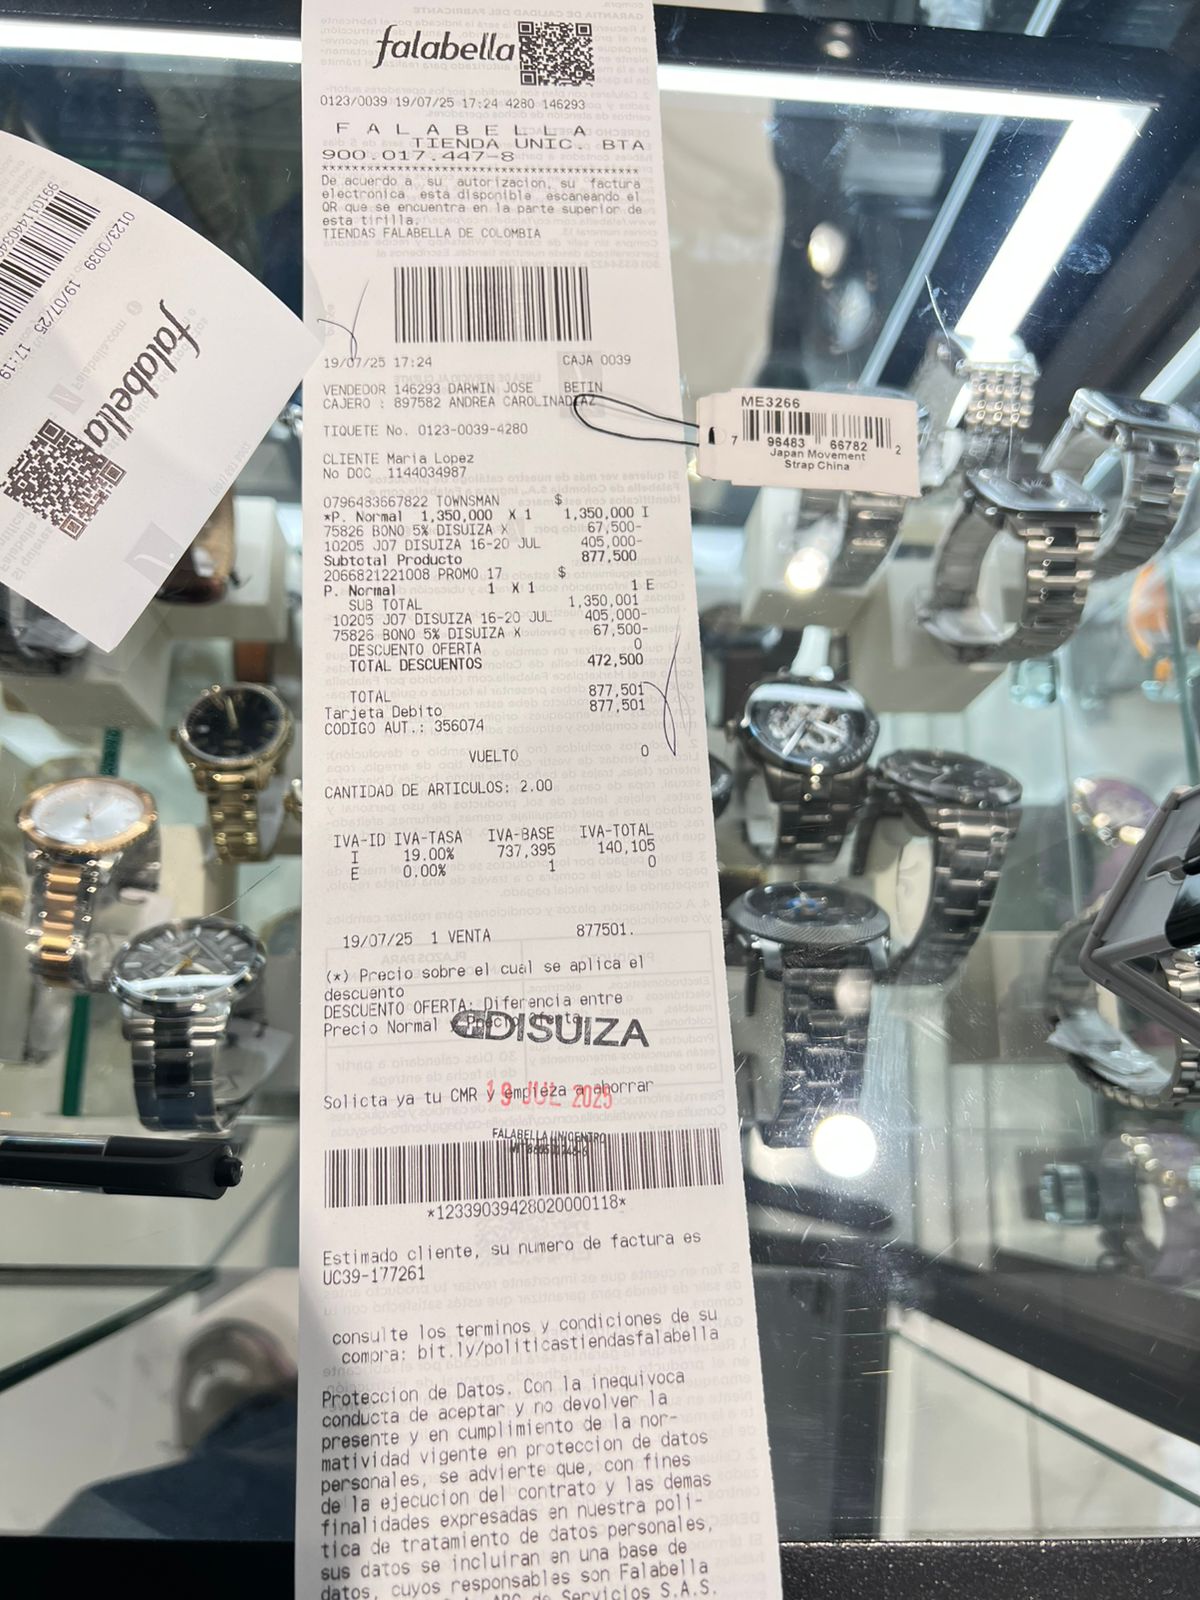 falabella
0123/0039 19/07/25 17:24 4280 146293
F A L A B E L L A
TIENDA UNIC. BTA
900.017.447-8
****************************************
De acuerdo a su autorizacion, su factura
electronica esta disponible escaneando el
QR que se encuentra en la parte superior de
esta tirilla.
TIENDAS FALABELLA DE COLOMBIA
19/07/25 17:24 CAJA 0039
VENDEDOR 146293 DARWIN JOSE BETIN
CAJERO : 897582 ANDREA CAROLINADIAZ
TIQUETE No. 0123-0039-4280
CLIENTE Maria Lopez
No DOC 1144034987
0796483667822 TOWNSMAN $
*P. Normal 1,350,000 X 1 1,350,000 I
75826 BONO 5% DISUIZA X 67,500-
10205 J07 DISUIZA 16-20 JUL 405,000-
Subtotal Producto 877,500
2066821221008 PROMO 17 $
P. Normal 1 X 1 1 E
SUB TOTAL 1,350,001
10205 J07 DISUIZA 16-20 JUL 405,000-
75826 BONO 5% DISUIZA X 67,500-
DESCUENTO OFERTA 0
TOTAL DESCUENTOS 472,500
TOTAL 877,501
Tarjeta Debito 877,501
CODIGO AUT.: 356074
VUELTO 0
CANTIDAD DE ARTICULOS: 2.00
IVA-ID IVA-TASA IVA-BASE IVA-TOTAL
I 19.00% 737,395 140,105
E 0.00% 1 0
19/07/25 1 VENTA 877501.
(*) Precio sobre el cual se aplica el
descuento
DESCUENTO OFERTA: Diferencia entre
Precio Normal y Precio Oferta
DISUIZA
Solicta ya tu CMR y empieza a ahorrar
19 JUL 2025
FALABELLA UNICENTRO
*12339039428020000118*
Estimado cliente, su numero de factura es
UC39-177261
consulte los terminos y condiciones de su
compra: bit.ly/politicastiendasfalabella
Proteccion de Datos. Con la inequivoca
conducta de aceptar y no devolver la
presente y en cumplimiento de la nor-
matividad vigente en proteccion de datos
personales, se advierte que, con fines
de la ejecucion del contrato y las demas
finalidades expresadas en nuestra poli-
tica de tratamiento de datos personales,
sus datos se incluiran en una base de
datos, cuyos responsables son Falabella
de Servicios S.A.S.
ME3266
7 96483 66782 2
Japan Movement
Strap China
falabella
0123/0039 19/07/25 17:19